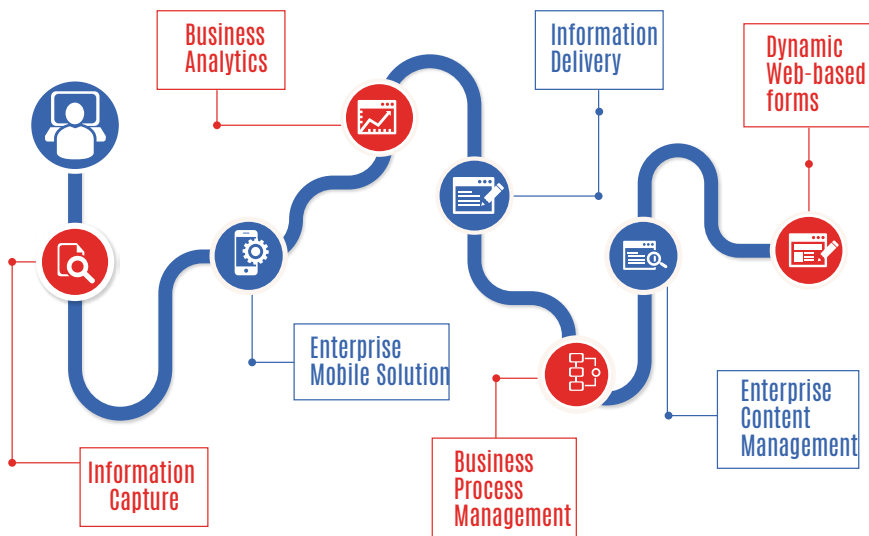 Business
Analytics
Information
Delivery
Dynamic
Web-based
forms
Enterprise
Mobile Solution
Enterprise
Content
Management
Information
Capture
Business
Process
Management